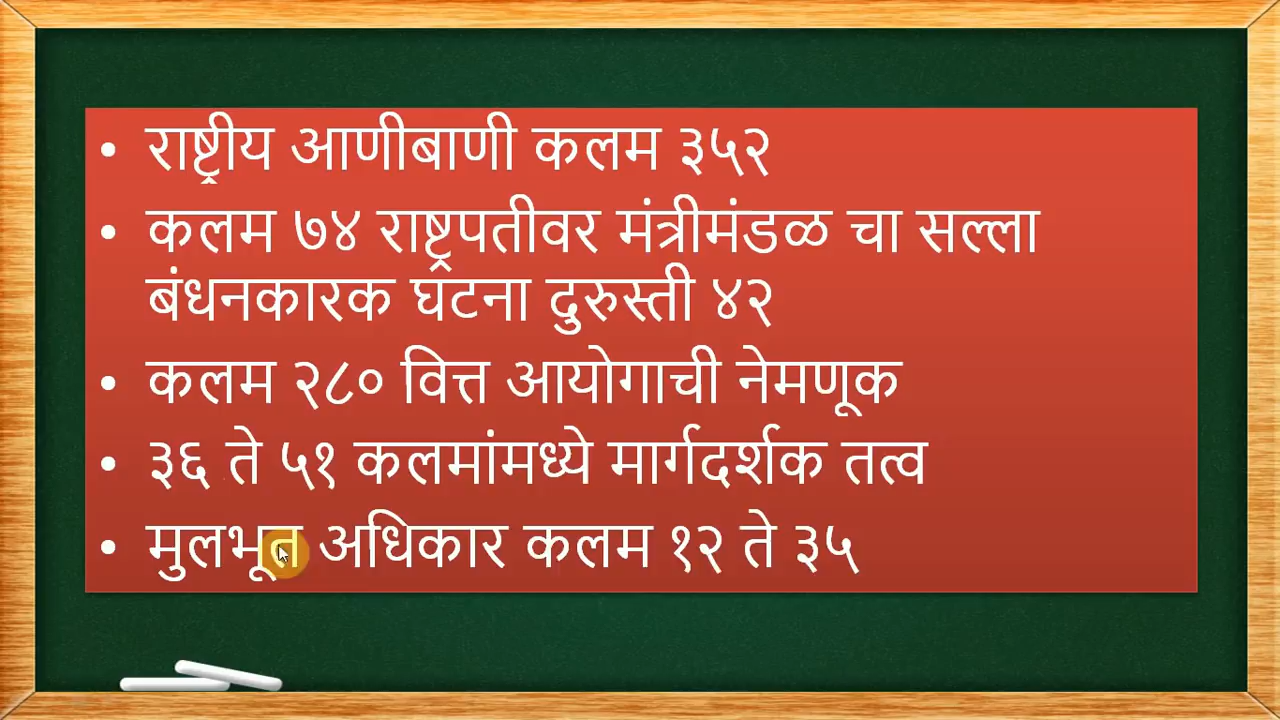 • राष्ट्रीय आणीबाणी कलम ३५२
• कलम ७४ राष्ट्रपतीवर मंत्रीमंडळ चा सल्ला
बंधनकारक घटना दुरुस्ती ४२
• कलम २८० वित्त आयोगाची नेमणूक
• ३६ ते ५१ कलमांमध्ये मार्गदर्शक तत्व
• मुलभूत अधिकार कलम १२ ते ३५